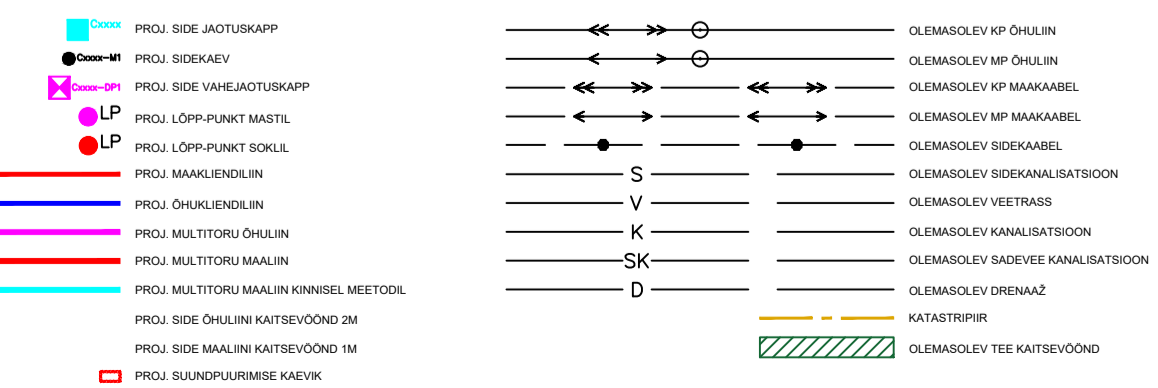 Cxxxx PROJ. SIDE JAOTUSKAPP
Cxxxx-M1 PROJ. SIDEKAEV
Cxxxx-DP1 PROJ. SIDE VAHEJAOTUSKAPP
LP PROJ. LÕPP-PUNKT MASTIL
LP PROJ. LÕPP-PUNKT SOKLIL
PROJ. MAAKLIENDILIIN
PROJ. ÕHUKLIENDILIIN
PROJ. MULTITORU ÕHULIIN
PROJ. MULTITORU MAALIIN
PROJ. MULTITORU MAALIIN KINNISEL MEETODIL
PROJ. SIDE ÕHULIINI KAITSEVÖÖND 2M
PROJ. SIDE MAALIINI KAITSEVÖÖND 1M
PROJ. SUUNDPUURIMISE KAEVIK
OLEMASOLEV KP ÕHULIIN
OLEMASOLEV MP ÕHULIIN
OLEMASOLEV KP MAAKAABEL
OLEMASOLEV MP MAAKAABEL
OLEMASOLEV SIDEKAABEL
S OLEMASOLEV SIDEKANALISATSIOON
V OLEMASOLEV VEETRASS
K OLEMASOLEV KANALISATSIOON
SK OLEMASOLEV SADEVEE KANALISATSIOON
D OLEMASOLEV DRENAAŽ
KATASTRIPIIR
OLEMASOLEV TEE KAITSEVÖÖND